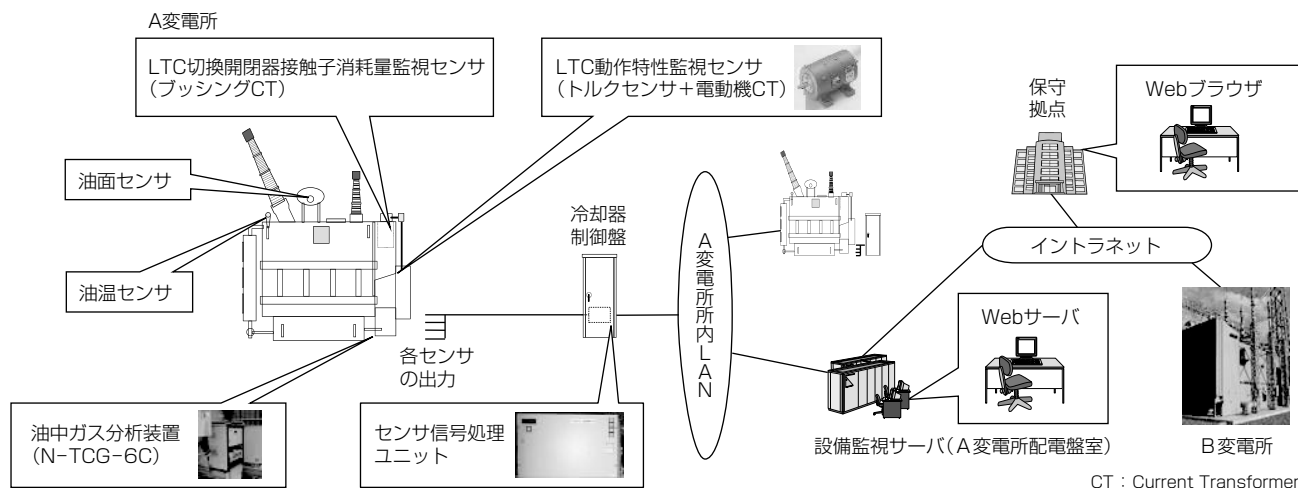 A変電所
LTC切換開閉器接触子消耗量監視センサ
(ブッシングCT)
LTC動作特性監視センサ
(トルクセンサ+電動機CT)
油面センサ
油温センサ
油中ガス分析装置
(N-TCG-6C)
各センサ
の出力
冷却器
制御盤
センサ信号処理
ユニット
A変電所所内LAN
保守
拠点
Webブラウザ
イントラネット
Webサーバ
設備監視サーバ(A変電所配電盤室)
B変電所
CT:Current Transformer